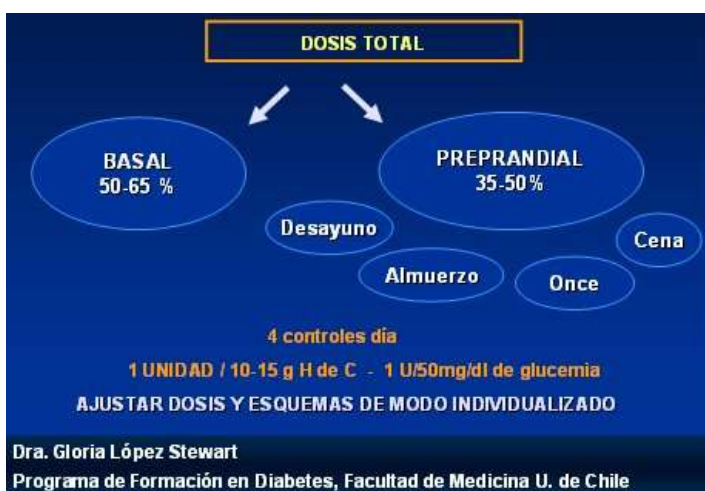 DOSIS TOTAL
BASAL
50-65 %
PREPRANDIAL
35-50%
Desayuno
Almuerzo
Once
Cena
4 controles día
1 UNIDAD / 10-15 g H de C - 1 U/50mg/dl de glucemia
AJUSTAR DOSIS Y ESQUEMAS DE MODO INDIVIDUALIZADO
Dra. Gloria López Stewart
Programa de Formación en Diabetes, Facultad de Medicina U. de Chile